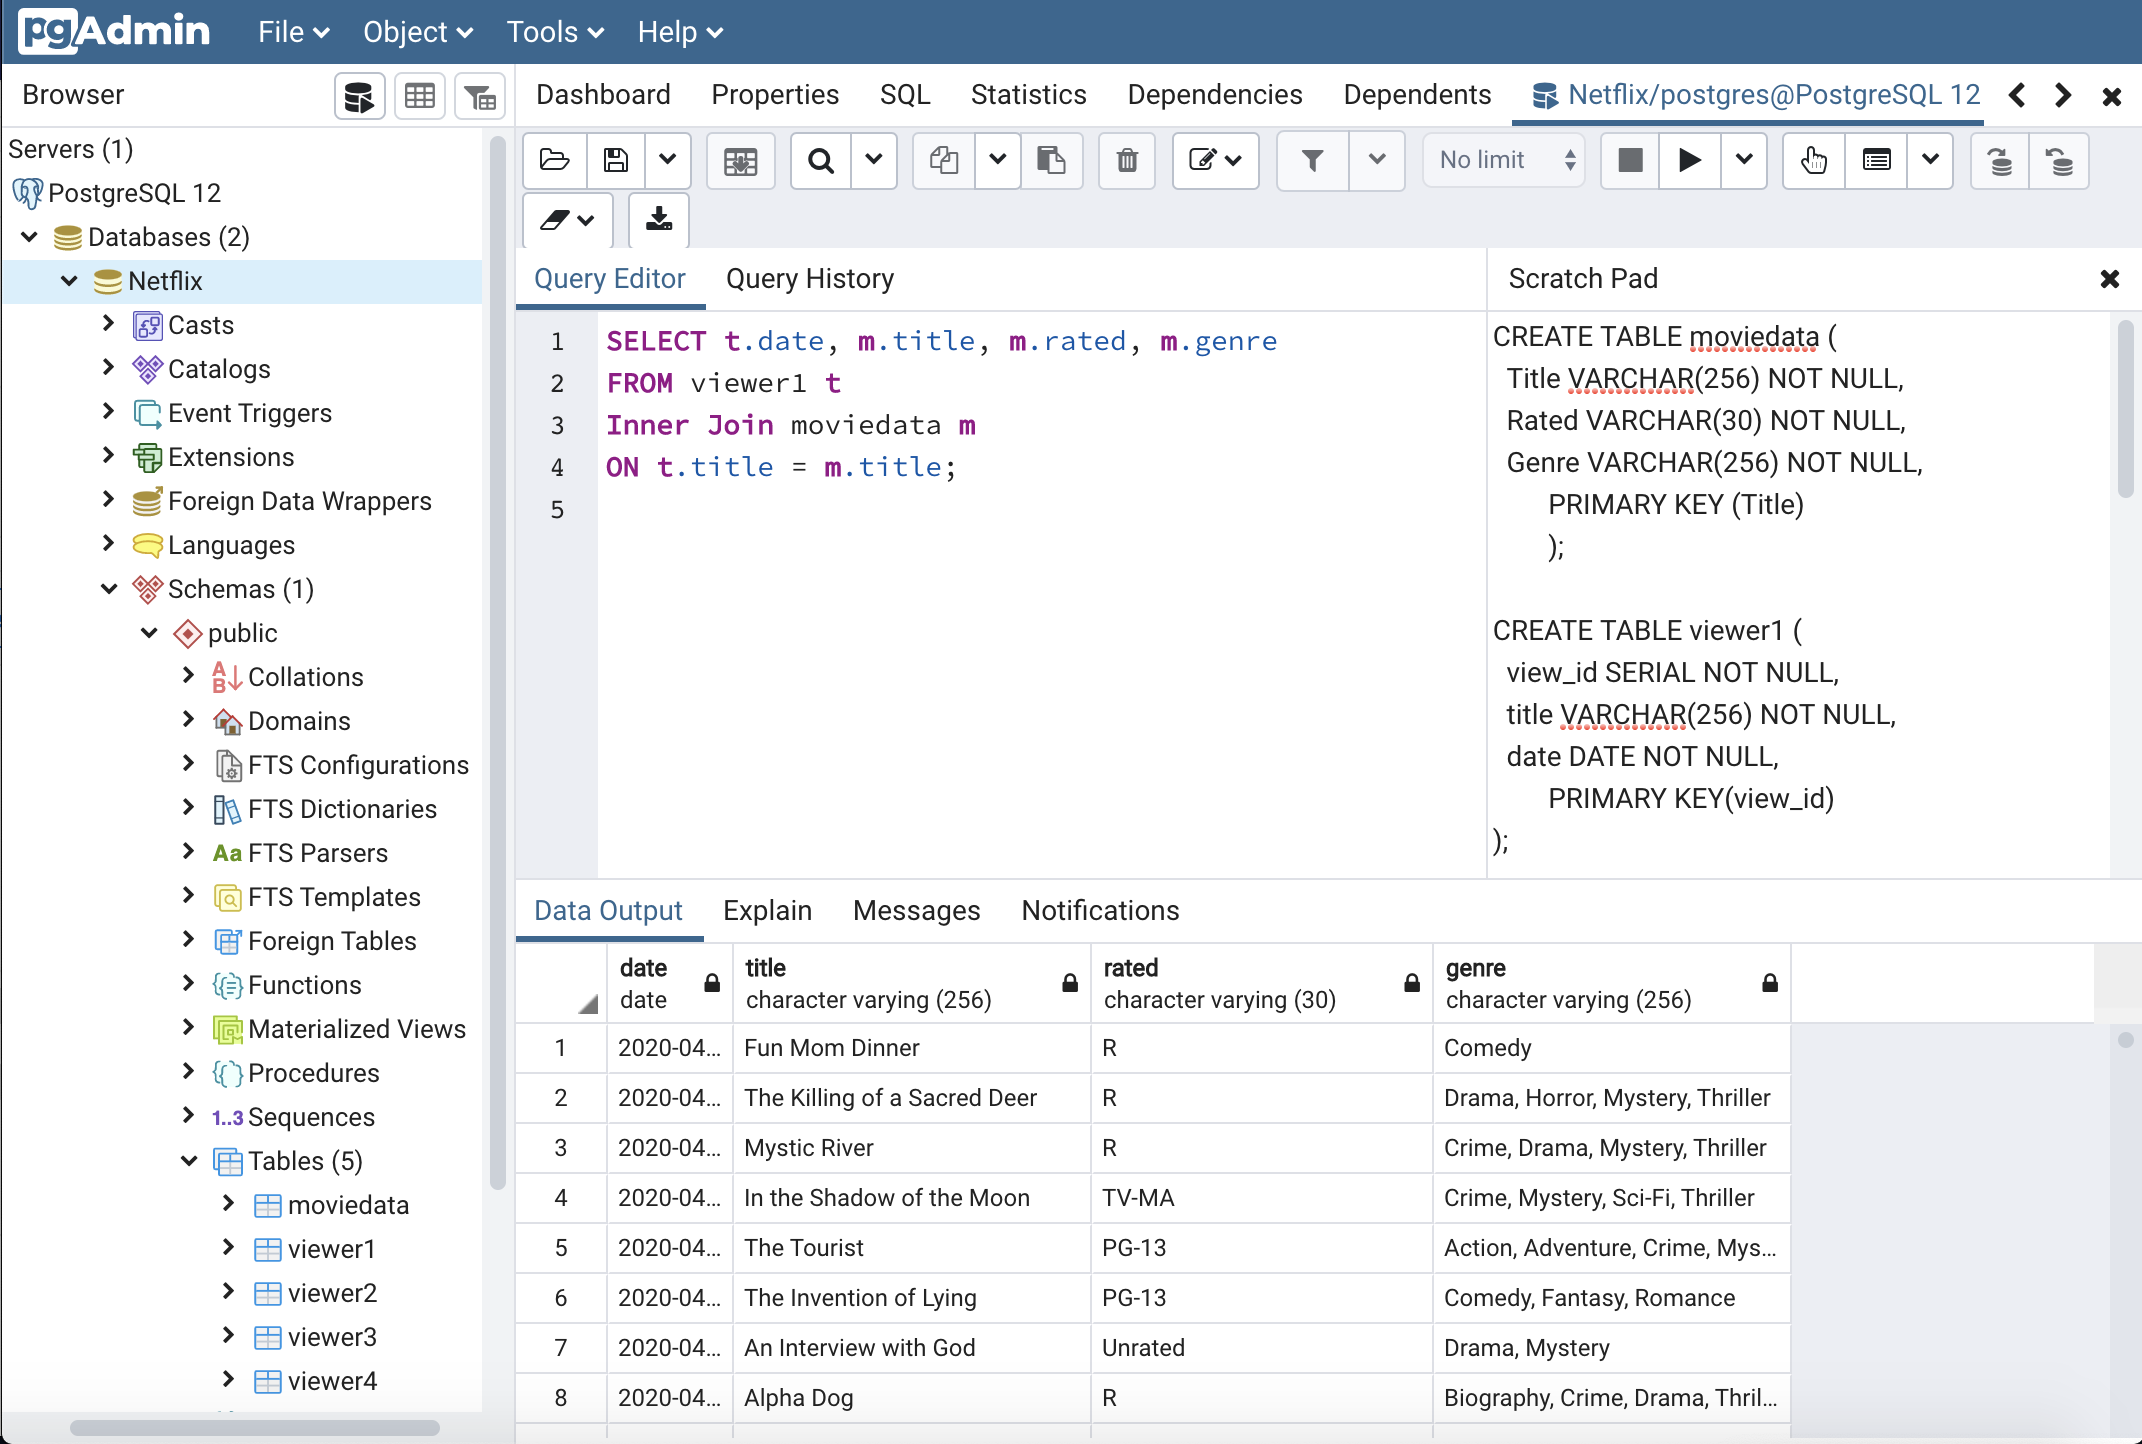 pgAdmin File Object Tools Help
Browser
Dashboard Properties SQL Statistics Dependencies Dependents Netflix/postgres@PostgreSQL 12
Servers (1)
PostgreSQL 12
Databases (2)
Netflix
Casts
Catalogs
Event Triggers
Extensions
Foreign Data Wrappers
Languages
Schemas (1)
public
Collations
Domains
FTS Configurations
FTS Dictionaries
Aa FTS Parsers
FTS Templates
Foreign Tables
Functions
Materialized Views
Procedures
1..3 Sequences
Tables (5)
moviedata
viewer1
viewer2
viewer3
viewer4
No limit
Query Editor Query History
1 SELECT t.date, m.title, m.rated, m.genre
2 FROM viewer1 t
3 Inner Join moviedata m
4 ON t.title = m.title;
5
Scratch Pad
CREATE TABLE moviedata (
Title VARCHAR(256) NOT NULL,
Rated VARCHAR(30) NOT NULL,
Genre VARCHAR(256) NOT NULL,
PRIMARY KEY (Title)
);
CREATE TABLE viewer1 (
view_id SERIAL NOT NULL,
title VARCHAR(256) NOT NULL,
date DATE NOT NULL,
PRIMARY KEY(view_id)
);
Data Output Explain Messages Notifications
date title rated genre
date character varying (256) character varying (30) character varying (256)
1 2020-04... Fun Mom Dinner R Comedy
2 2020-04... The Killing of a Sacred Deer R Drama, Horror, Mystery, Thriller
3 2020-04... Mystic River R Crime, Drama, Mystery, Thriller
4 2020-04... In the Shadow of the Moon TV-MA Crime, Mystery, Sci-Fi, Thriller
5 2020-04... The Tourist PG-13 Action, Adventure, Crime, Mys...
6 2020-04... The Invention of Lying PG-13 Comedy, Fantasy, Romance
7 2020-04... An Interview with God Unrated Drama, Mystery
8 2020-04... Alpha Dog R Biography, Crime, Drama, Thril...